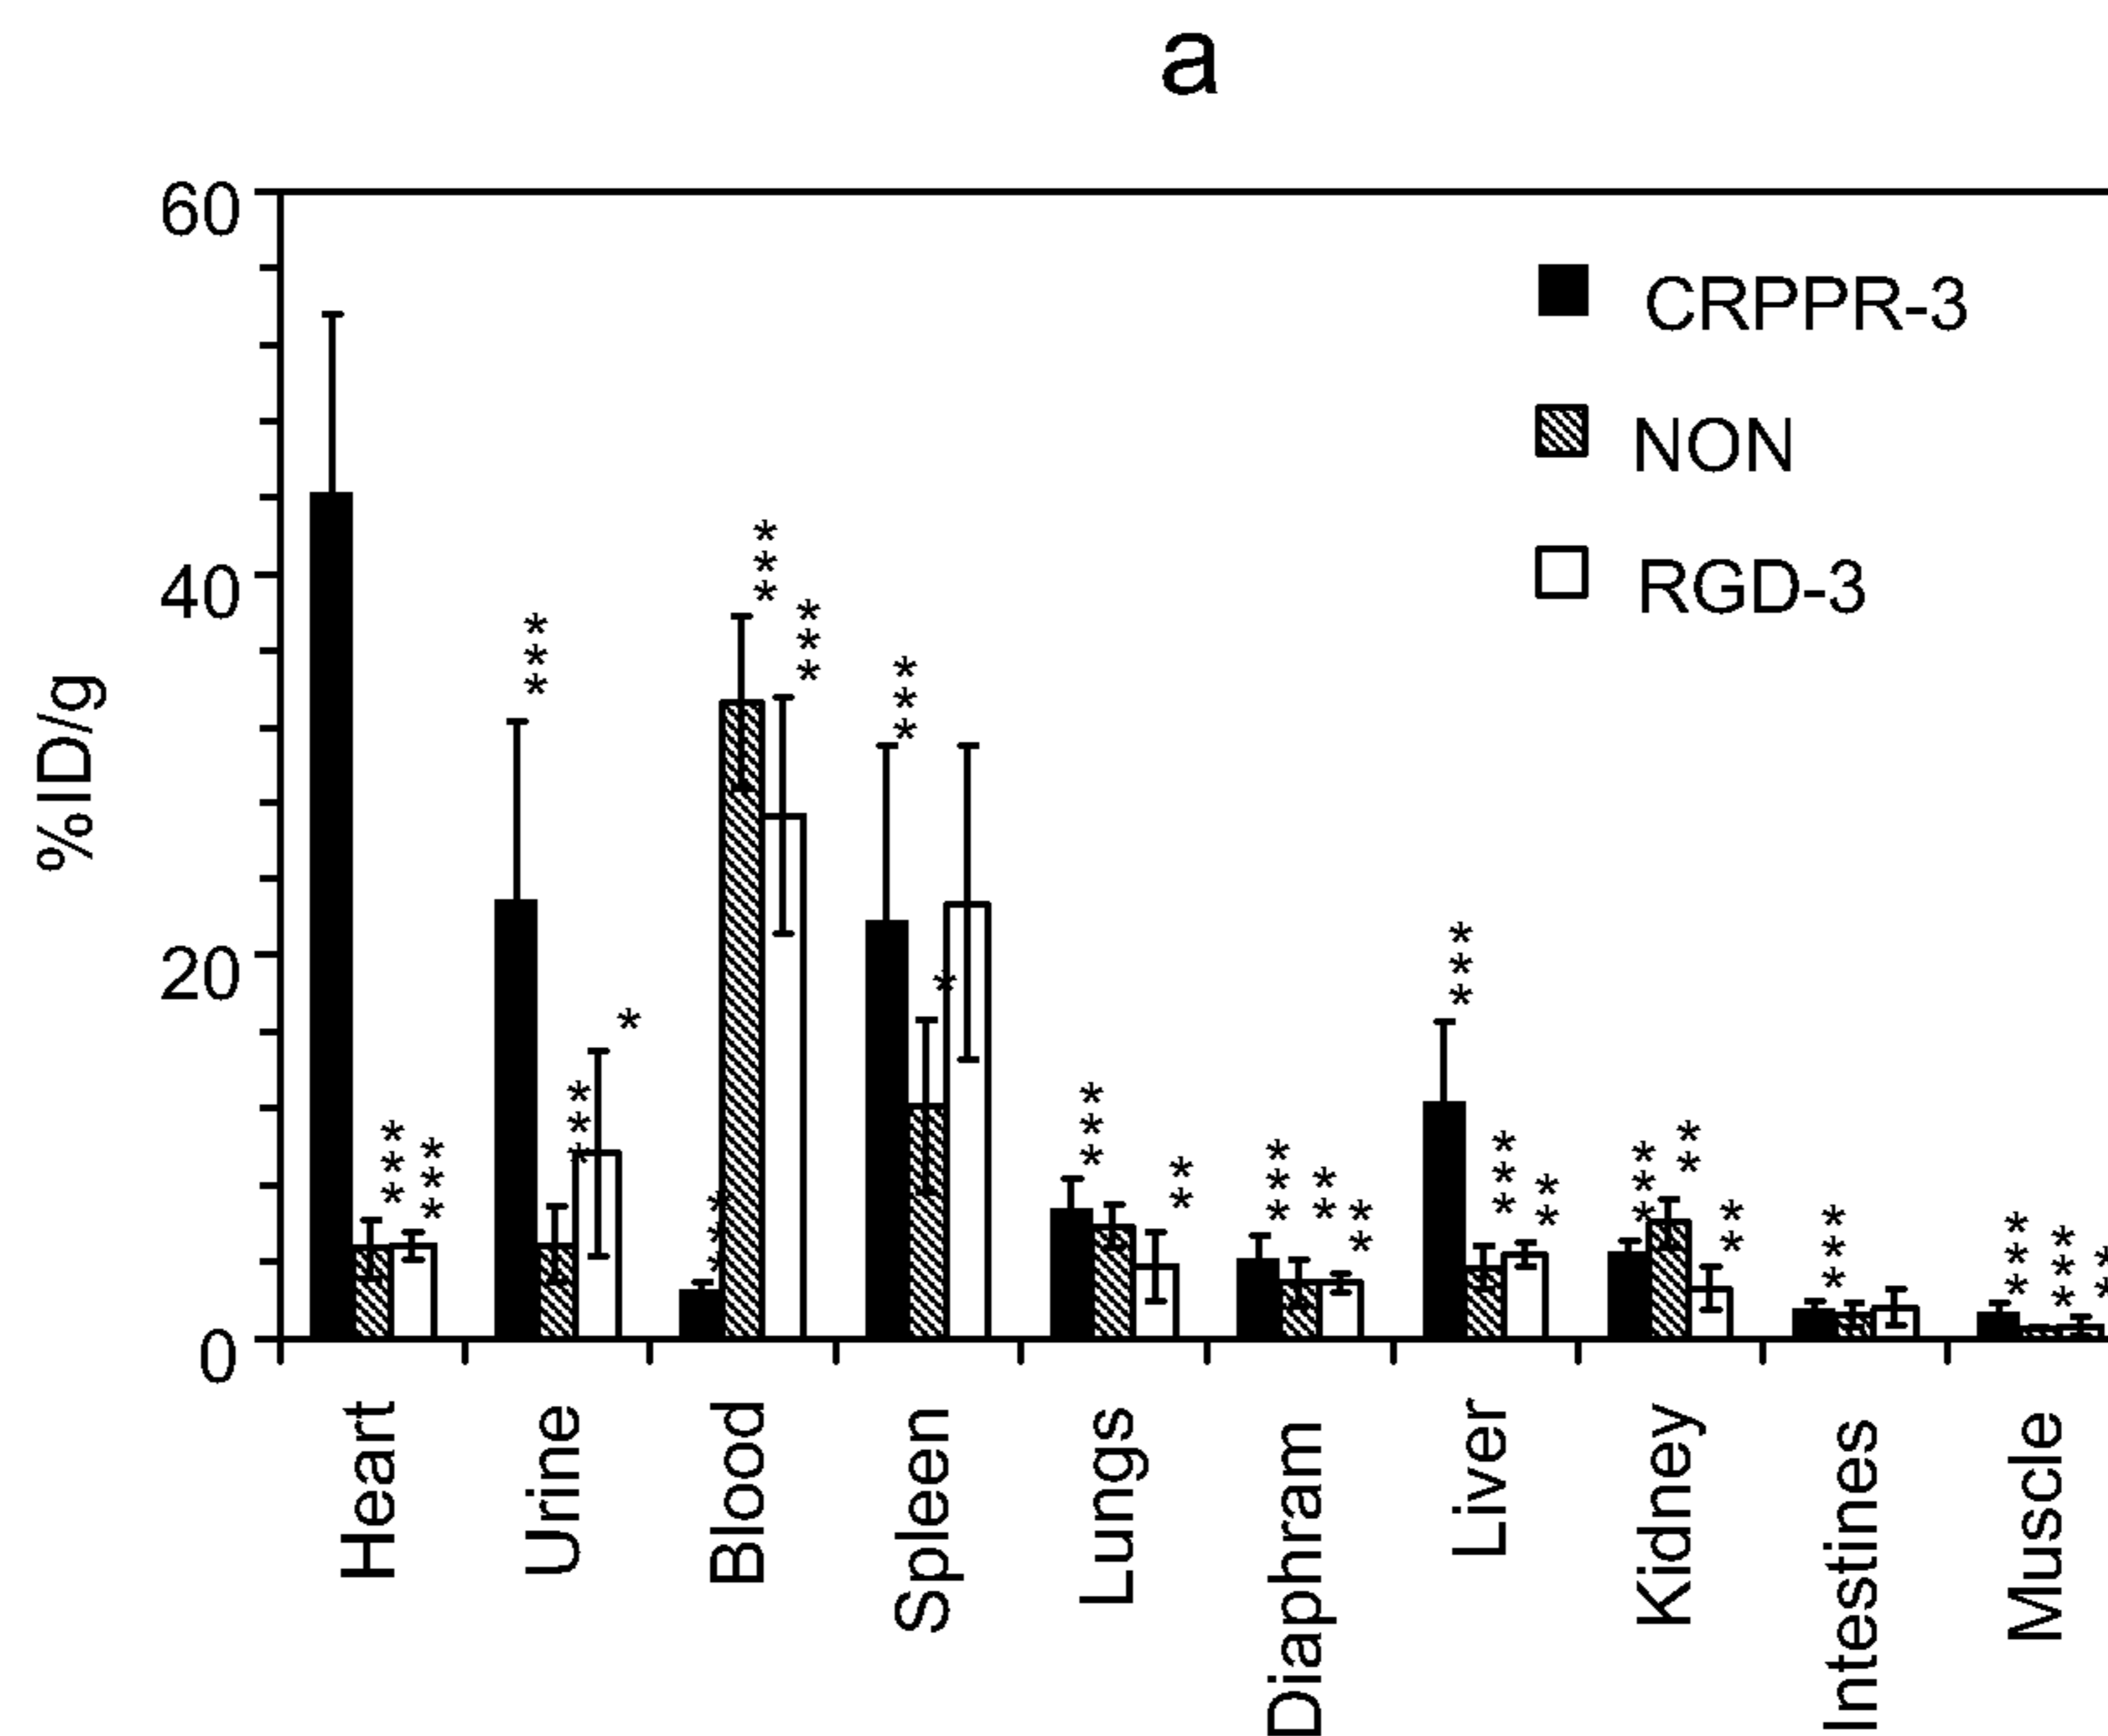 a
60
40
20
0
%ID/g
CRPPR-3
NON
RGD-3
***
***
***
***
***
***
*
***
***
***
*
***
**
***
**
**
***
***
**
***
**
**
***
***
***
Heart
Urine
Blood
Spleen
Lungs
Diaphram
Liver
Kidney
Intestines
Muscle